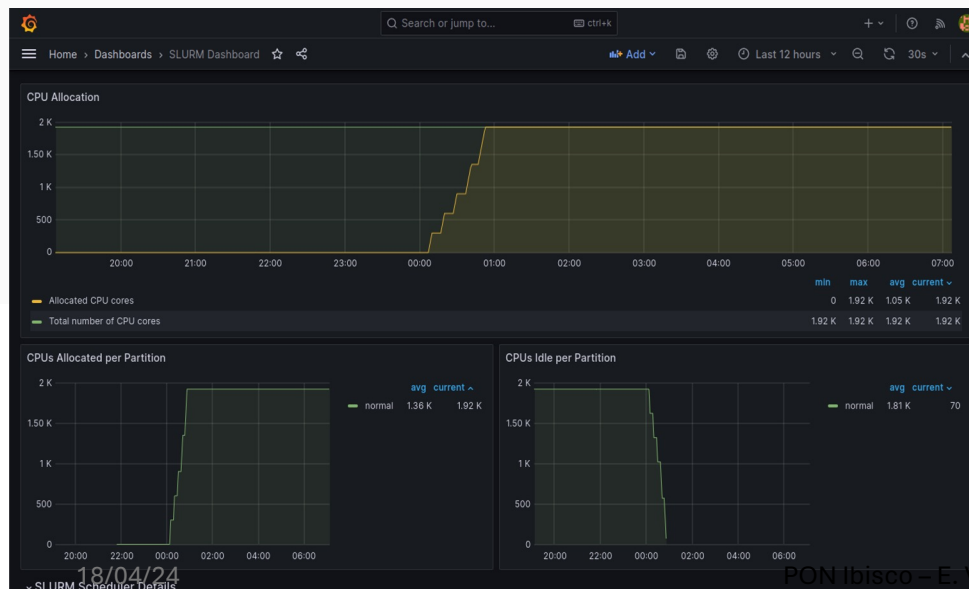 Search or jump to... ctrl+k
Home › Dashboards › SLURM Dashboard Add Last 12 hours 30s
CPU Allocation
2 K
1.50 K
1 K
500
0
20:00 21:00 22:00 23:00 00:00 01:00 02:00 03:00 04:00 05:00 06:00 07:00
min max avg current
Allocated CPU cores 0 1.92 K 1.05 K 1.92 K
Total number of CPU cores 1.92 K 1.92 K 1.92 K 1.92 K
CPUs Allocated per Partition
2 K
1.50 K
1 K
500
0
20:00 22:00 00:00 02:00 04:00 06:00
avg current
normal 1.36 K 1.92 K
CPUs Idle per Partition
2 K
1.50 K
1 K
500
0
20:00 22:00 00:00 02:00 04:00 06:00
avg current
normal 1.81 K 70
18/04/24
SLURM Scheduler Details
PON Ibisco – E.